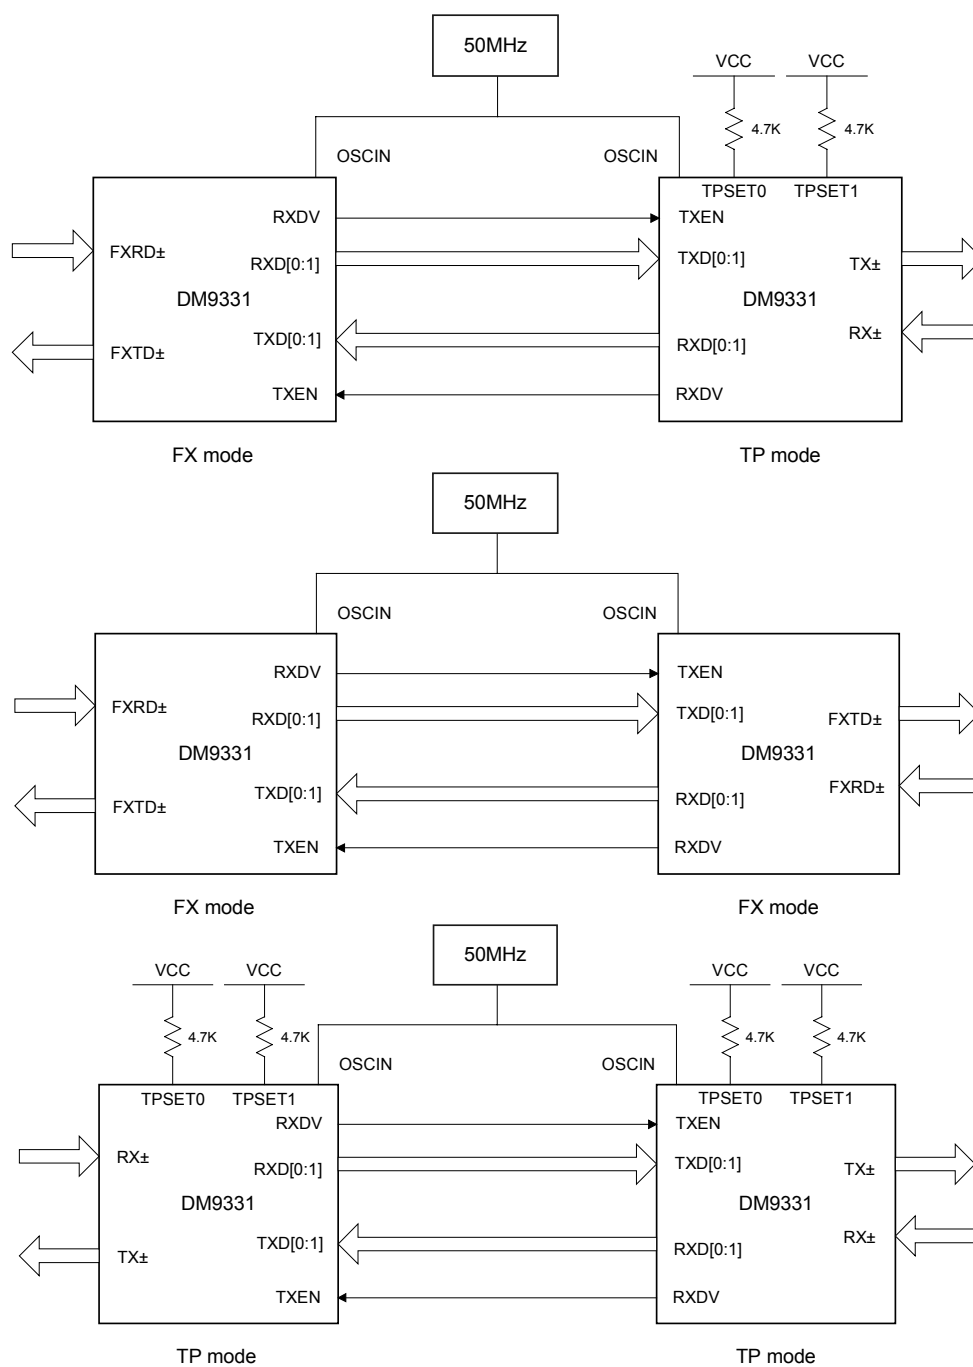 50MHz
VCC VCC
4.7K 4.7K
OSCIN OSCIN
TPSET0 TPSET1
RXDV TXEN
FXRD± RXD[0:1] TXD[0:1] TX±
DM9331 DM9331
FXTD± TXD[0:1] RXD[0:1] RX±
TXEN RXDV
FX mode TP mode
50MHz
OSCIN OSCIN
RXDV TXEN
FXRD± RXD[0:1] TXD[0:1] FXTD±
DM9331 DM9331
FXTD± TXD[0:1] RXD[0:1] FXRD±
TXEN RXDV
FX mode FX mode
50MHz
VCC VCC VCC VCC
4.7K 4.7K 4.7K 4.7K
OSCIN OSCIN
TPSET0 TPSET1 TPSET0 TPSET1
RXDV TXEN
RX± RXD[0:1] TXD[0:1] TX±
DM9331 DM9331
TX± TXD[0:1] RXD[0:1] RX±
TXEN RXDV
TP mode TP mode